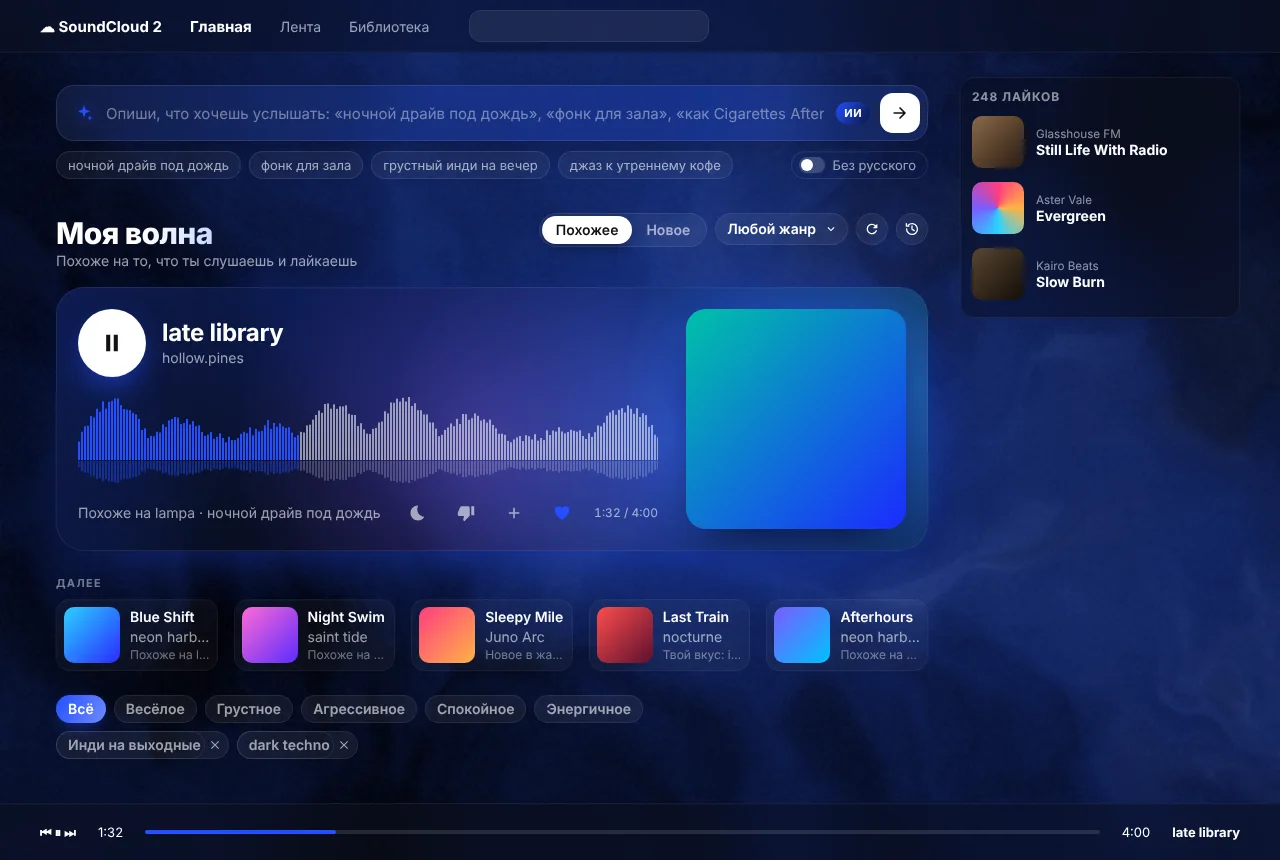 SoundCloud 2 Главная Лента Библиотека
Опиши, что хочешь услышать: «ночной драйв под дождь», «фонк для зала», «как Cigarettes After ИИ
ночной драйв под дождь фонк для зала грустный инди на вечер джаз к утреннему кофе Без русского
Моя волна
Похожее Новое Любой жанр
Похоже на то, что ты слушаешь и лайкаешь
late library
hollow.pines
Похоже на lampa · ночной драйв под дождь 1:32 / 4:00
ДАЛЕЕ
Blue Shift
neon harb...
Похоже на l...
Night Swim
saint tide
Похоже на ...
Sleepy Mile
Juno Arc
Новое в жа...
Last Train
nocturne
Твой вкус: i...
Afterhours
neon harb...
Похоже на ...
Всё Весёлое Грустное Агрессивное Спокойное Энергичное
Инди на выходные × dark techno ×
248 ЛАЙКОВ
Glasshouse FM
Still Life With Radio
Aster Vale
Evergreen
Kairo Beats
Slow Burn
1:32 4:00 late library